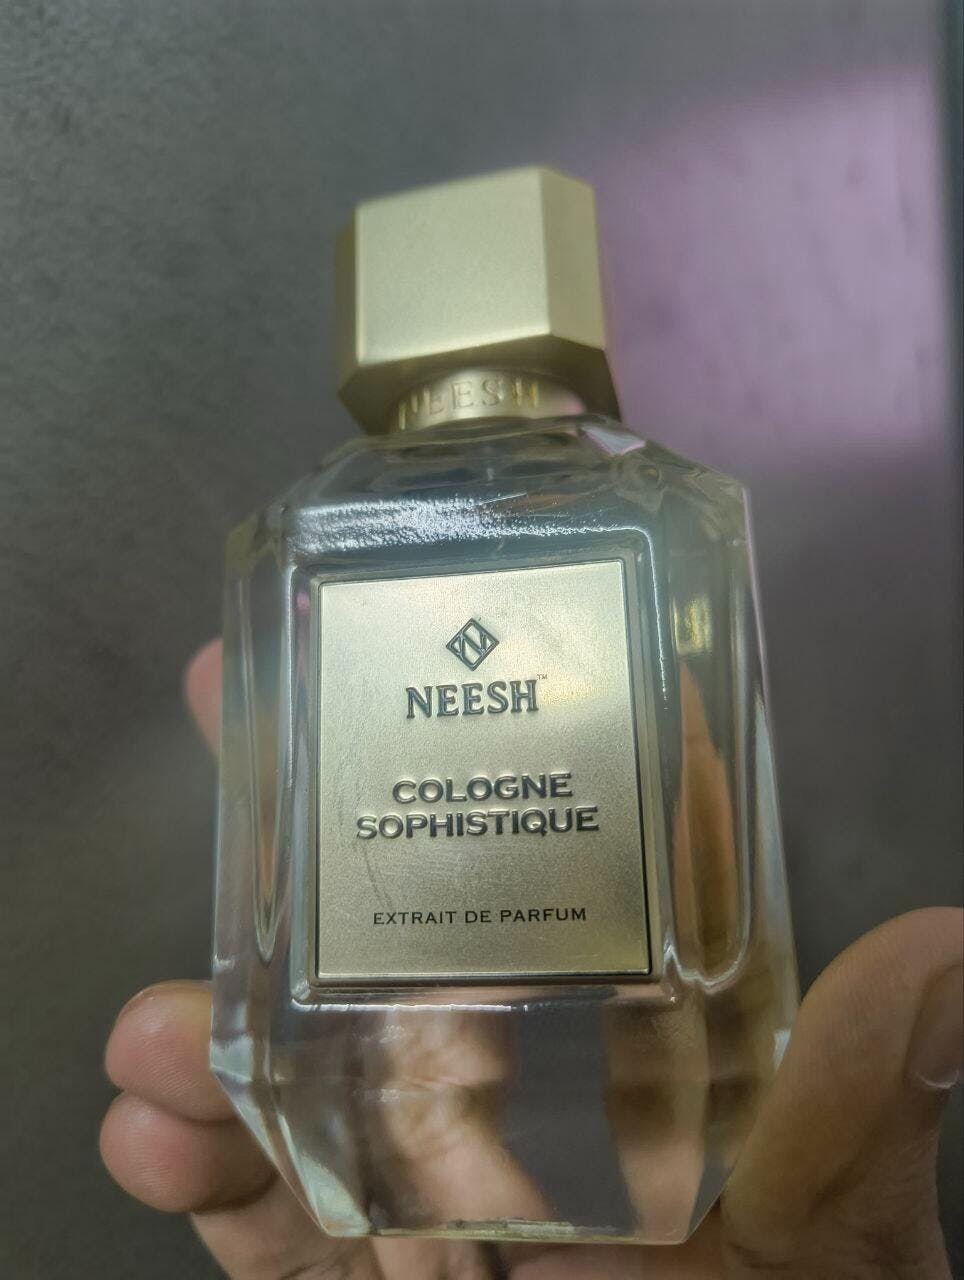 NEESH
NEESH™
COLOGNE
SOPHISTIQUE
EXTRAIT DE PARFUM